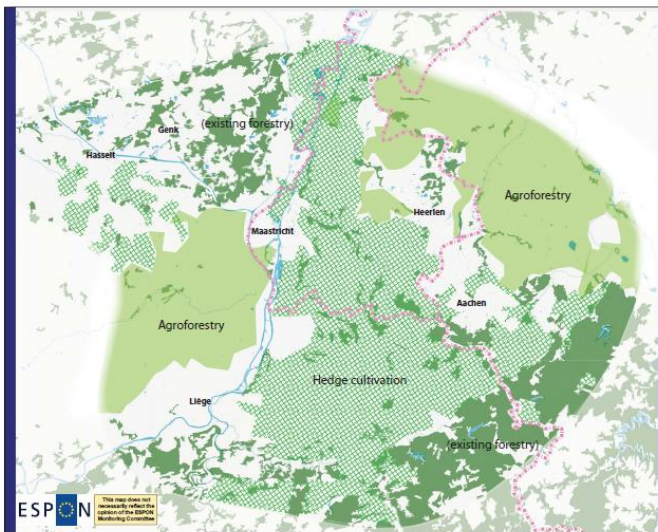 (existing forestry)
Genk
Hasselt
Agroforestry
Heerlen
Maastricht
Aachen
Agroforestry
Hedge cultivation
Liège
(existing forestry)
ESPON
This map does not
necessarily reflect the
opinion of the ESPON
Monitoring Committee